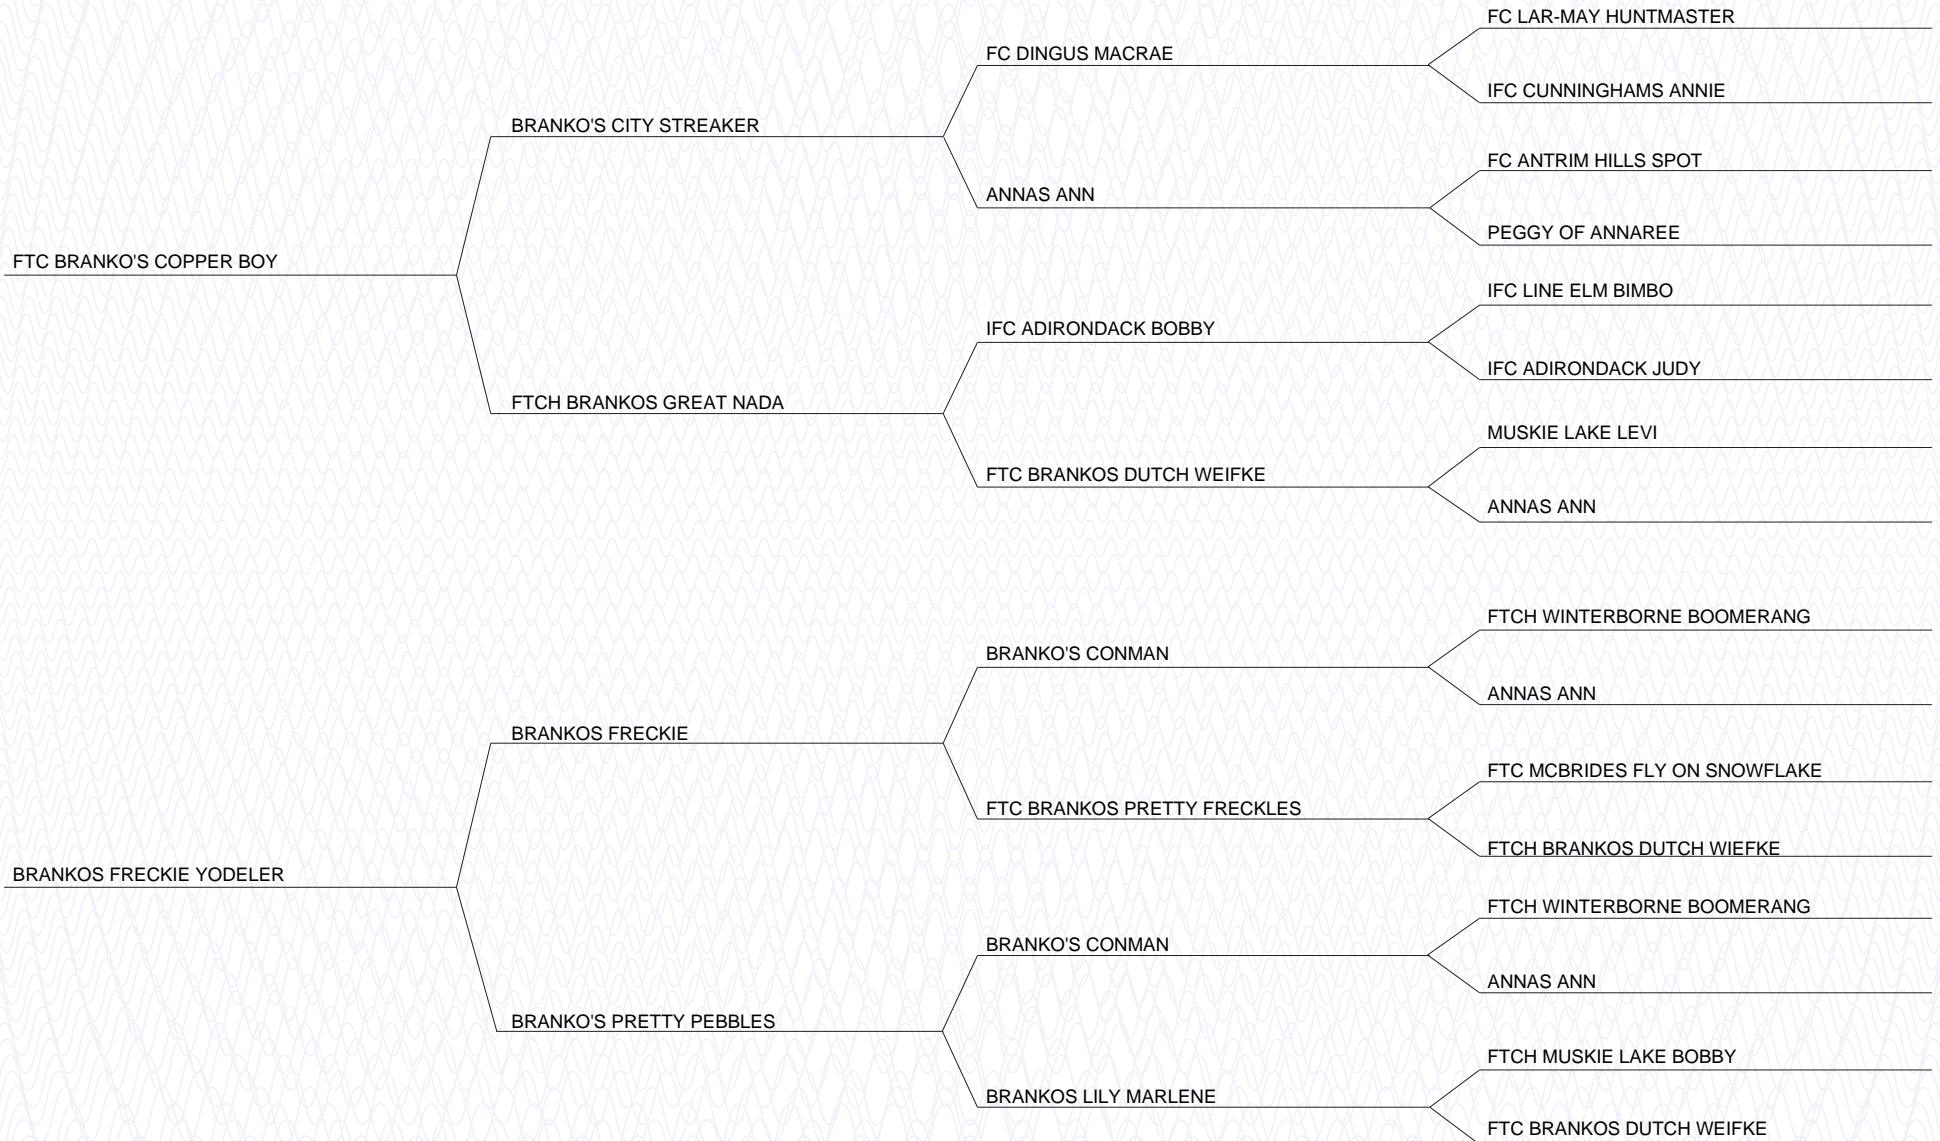 FC LAR-MAY HUNTMASTER
FC DINGUS MACRAE
IFC CUNNINGHAMS ANNIE
BRANKO'S CITY STREAKER
FC ANTRIM HILLS SPOT
ANNAS ANN
PEGGY OF ANNAREE
FTC BRANKO'S COPPER BOY
IFC LINE ELM BIMBO
IFC ADIRONDACK BOBBY
IFC ADIRONDACK JUDY
FTCH BRANKOS GREAT NADA
MUSKIE LAKE LEVI
FTC BRANKOS DUTCH WEIFKE
ANNAS ANN
FTCH WINTERBORNE BOOMERANG
BRANKO'S CONMAN
ANNAS ANN
BRANKOS FRECKIE
FTC MCBRIDES FLY ON SNOWFLAKE
FTC BRANKOS PRETTY FRECKLES
FTCH BRANKOS DUTCH WIEFKE
BRANKOS FRECKIE YODELER
FTCH WINTERBORNE BOOMERANG
BRANKO'S CONMAN
ANNAS ANN
BRANKO'S PRETTY PEBBLES
FTCH MUSKIE LAKE BOBBY
BRANKOS LILY MARLENE
FTC BRANKOS DUTCH WEIFKE